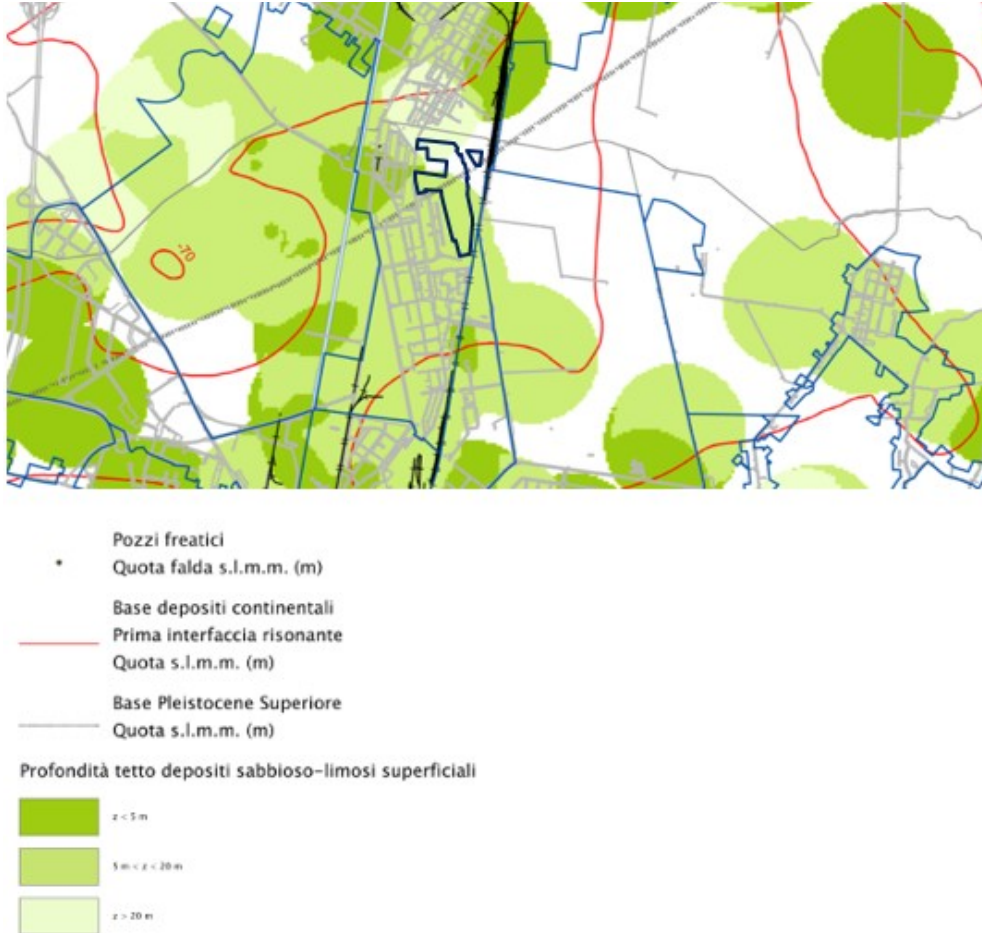 -70
Pozzi freatici
Quota falda s.l.m.m. (m)
Base depositi continentali
Prima interfaccia risonante
Quota s.l.m.m. (m)
Base Pleistocene Superiore
Quota s.l.m.m. (m)
Profondità tetto depositi sabbioso-limosi superficiali
z < 5 m
5 m < z < 20 m
z > 20 m